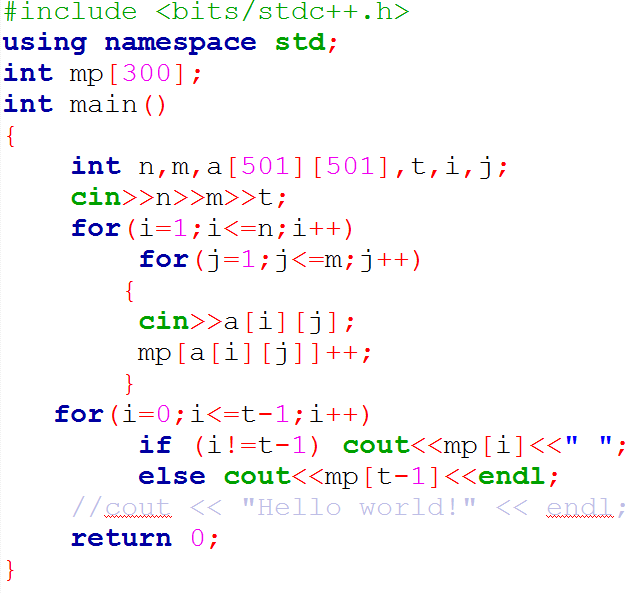 #include <bits/stdc++.h>
using namespace std;
int mp[300];
int main()
{
    int n,m,a[501][501],t,i,j;
    cin>>n>>m>>t;
    for(i=1;i<=n;i++)
        for(j=1;j<=m;j++)
       {
        cin>>a[i][j];
        mp[a[i][j]]++;
       }
   for(i=0;i<=t-1;i++)
        if (i!=t-1) cout<<mp[i]<<" ";
        else cout<<mp[t-1]<<endl;
    //cout << "Hello world!" << endl;
    return 0;
}